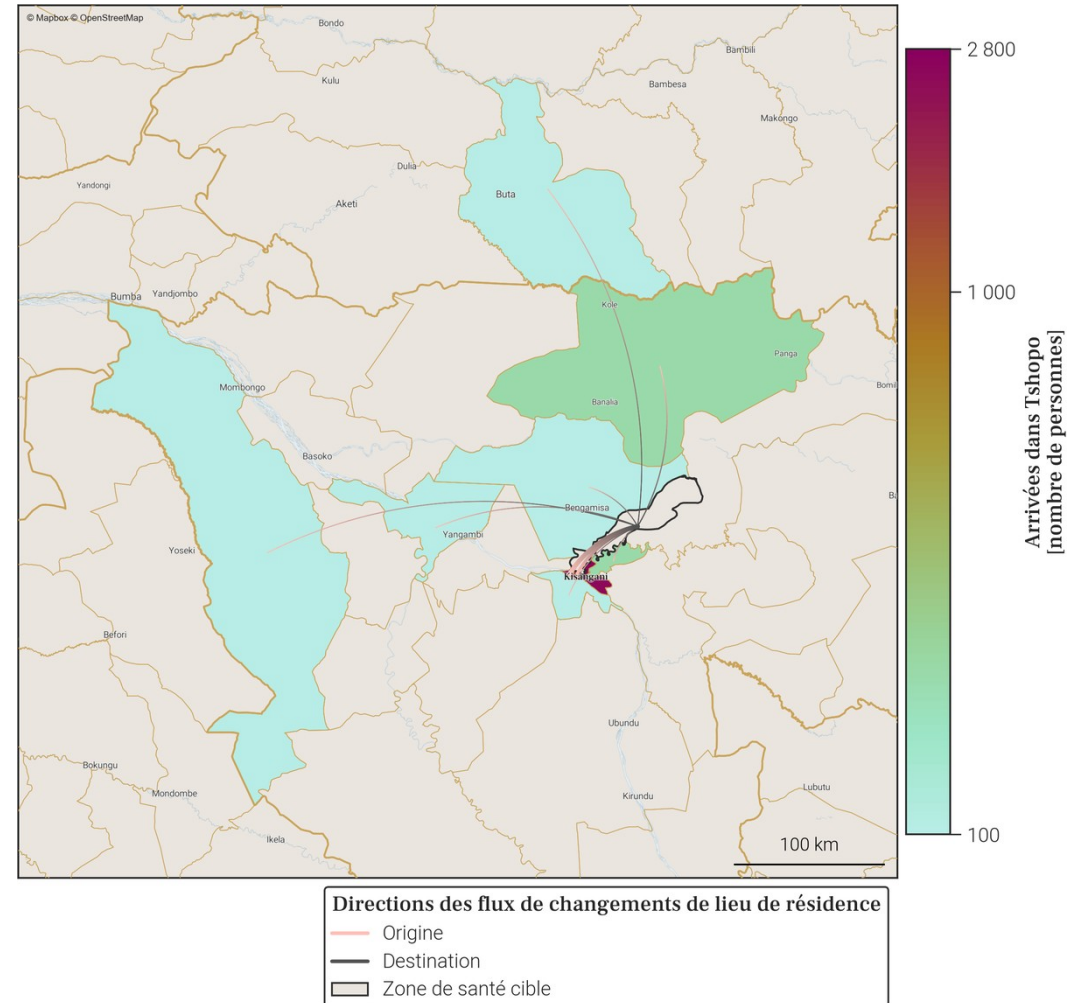 © Mapbox © OpenStreetMap
Bondo
Bambili
Kulu
Bambesa
Makongo
Dulia
Yandongi
Buta
Aketi
Bumba
Yandjombo
Kole
Panga
Mombongo
Banalia
Basoko
Bengamisa
Yangambi
Yoseki
Kisangani
Befori
Ubundu
Bokungu
Mondombe
Kirundu
Lubutu
Ikela
100 km
2 800
1 000
100
Arrivées dans Tshopo
[nombre de personnes]
Directions des flux de changements de lieu de résidence
Origine
Destination
Zone de santé cible